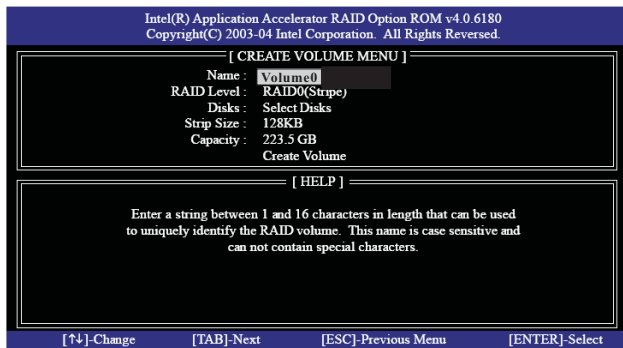 Intel(R) Application Accelerator RAID Option ROM v4.0.6180
Copyright(C) 2003-04 Intel Corporation. All Rights Reversed.
[ CREATE VOLUME MENU ]
Name : Volume0
RAID Level : RAID0(Stripe)
Disks : Select Disks
Strip Size : 128KB
Capacity : 223.5 GB
Create Volume
[ HELP ]
Enter a string between 1 and 16 characters in length that can be used
to uniquely identify the RAID volume. This name is case sensitive and
can not contain special characters.
[↑↓]-Change [TAB]-Next [ESC]-Previous Menu [ENTER]-Select